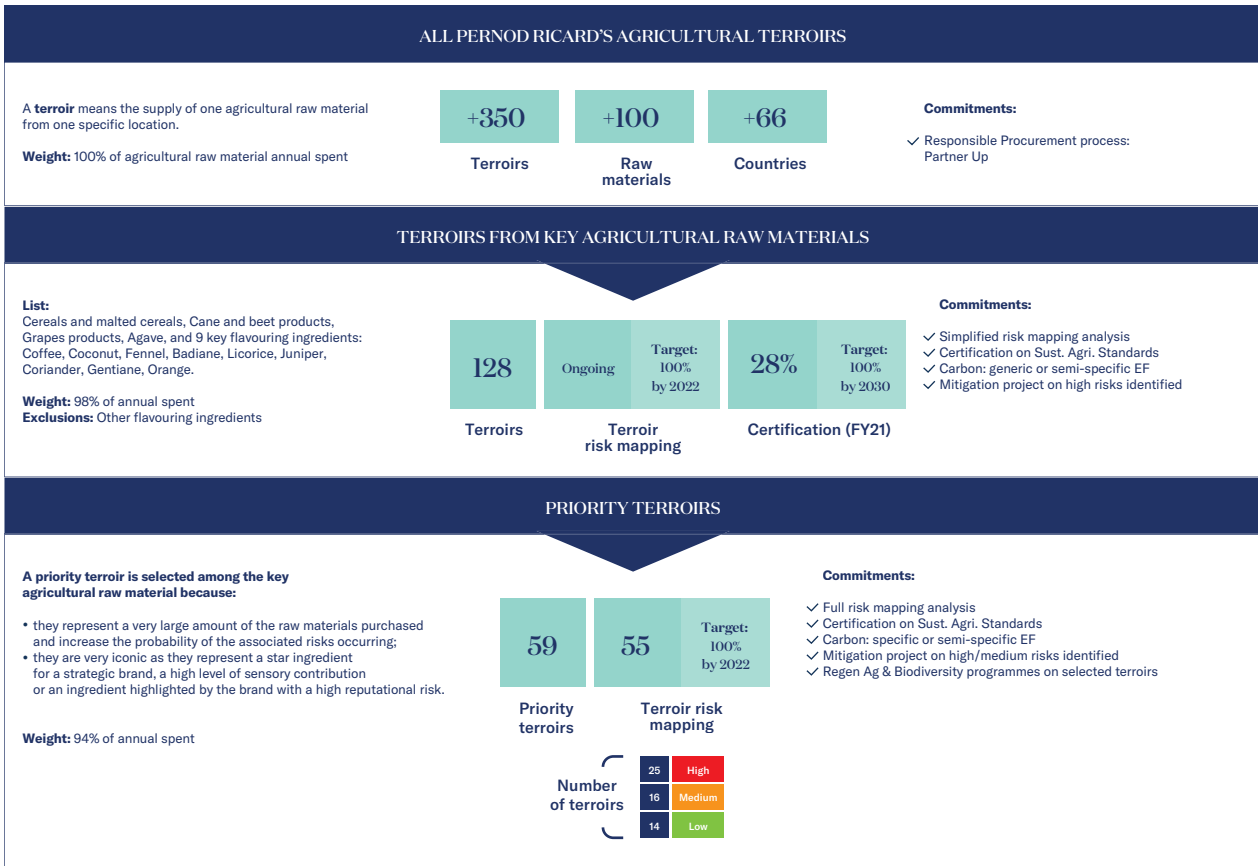 ALL PERNOD RICARD'S AGRICULTURAL TERROIRS
A terroir means the supply of one agricultural raw material
from one specific location.
Weight: 100% of agricultural raw material annual spent
+350
Terroirs
+100
Raw
materials
+66
Countries
Commitments:
✓ Responsible Procurement process:
Partner Up
TERROIRS FROM KEY AGRICULTURAL RAW MATERIALS
List:
Cereals and malted cereals, Cane and beet products,
Grapes products, Agave, and 9 key flavouring ingredients:
Coffee, Coconut, Fennel, Badiane, Licorice, Juniper,
Coriander, Gentiane, Orange.
Weight: 98% of annual spent
Exclusions: Other flavouring ingredients
128
Terroirs
Ongoing
Target:
100%
by 2022
Terroir
risk mapping
28%
Target:
100%
by 2030
Certification (FY21)
Commitments:
✓ Simplified risk mapping analysis
✓ Certification on Sust. Agri. Standards
✓ Carbon: generic or semi-specific EF
✓ Mitigation project on high risks identified
PRIORITY TERROIRS
A priority terroir is selected among the key
agricultural raw material because:
• they represent a very large amount of the raw materials purchased
and increase the probability of the associated risks occurring;
• they are very iconic as they represent a star ingredient
for a strategic brand, a high level of sensory contribution
or an ingredient highlighted by the brand with a high reputational risk.
Weight: 94% of annual spent
59
Priority
terroirs
55
Target:
100%
by 2022
Terroir risk
mapping
Number
of terroirs
25 High
16 Medium
14 Low
Commitments:
✓ Full risk mapping analysis
✓ Certification on Sust. Agri. Standards
✓ Carbon: specific or semi-specific EF
✓ Mitigation project on high/medium risks identified
✓ Regen Ag & Biodiversity programmes on selected terroirs